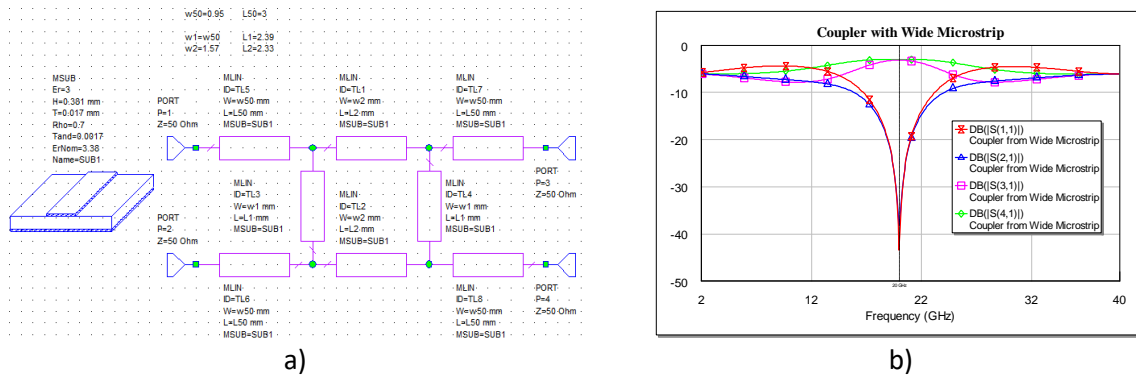 w50=0.95 L50=3
w1=w50 L1=2.39
w2=1.57 L2=2.33
MSUB
Er=3
H=0.381 mm
T=0.017 mm
Rho=0.7
Tand=0.0017
ErNom=3.38
Name=SUB1
PORT
P=1
Z=50 Ohm
MLIN
ID=TL5
W=w50 mm
L=L50 mm
MSUB=SUB1
MLIN
ID=TL1
W=w2 mm
L=L2 mm
MSUB=SUB1
MLIN
ID=TL7
W=w50 mm
L=L50 mm
MSUB=SUB1
MLIN
ID=TL3
W=w1 mm
L=L1 mm
MSUB=SUB1
MLIN
ID=TL2
W=w2 mm
L=L2 mm
MSUB=SUB1
MLIN
ID=TL4
W=w1 mm
L=L1 mm
MSUB=SUB1
PORT
P=3
Z=50 Ohm
PORT
P=2
Z=50 Ohm
MLIN
ID=TL6
W=w50 mm
L=L50 mm
MSUB=SUB1
MLIN
ID=TL8
W=w50 mm
L=L50 mm
MSUB=SUB1
PORT
P=4
Z=50 Ohm
a)
Coupler with Wide Microstrip
0
-10
-20
-30
-40
-50
DB(|S(1,1)|)
Coupler from Wide Microstrip
DB(|S(2,1)|)
Coupler from Wide Microstrip
DB(|S(3,1)|)
Coupler from Wide Microstrip
DB(|S(4,1)|)
Coupler from Wide Microstrip
20 GHz
2 12 22 32 40
Frequency (GHz)
b)